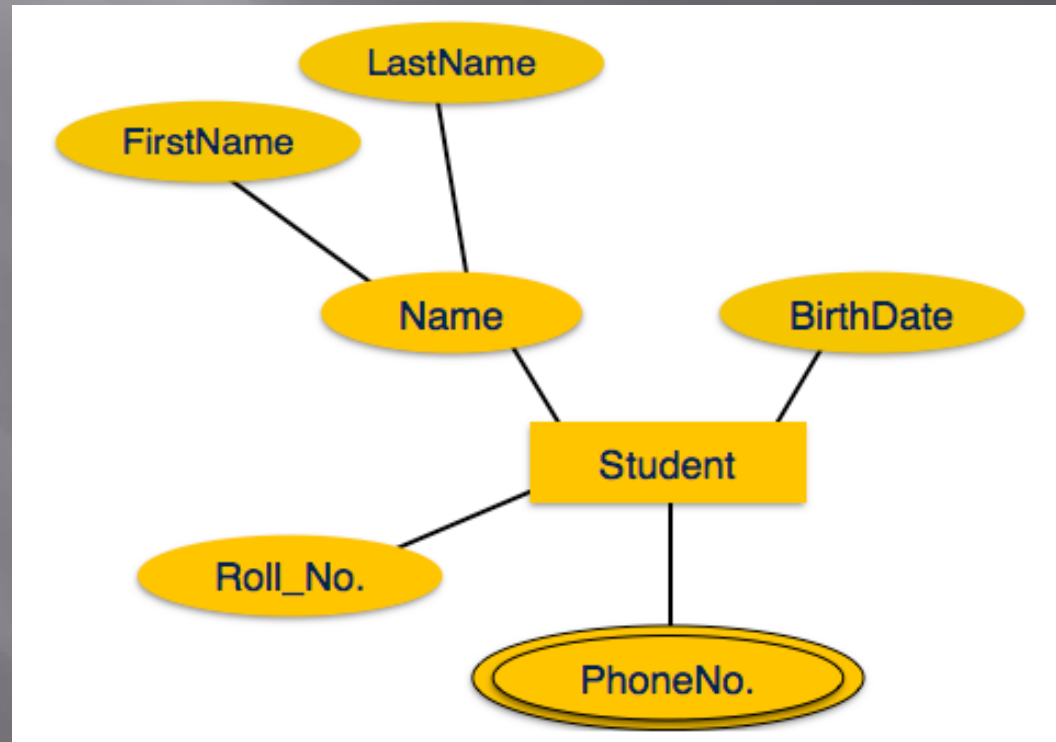 LastName
FirstName
Name
BirthDate
Student
Roll_No.
PhoneNo.